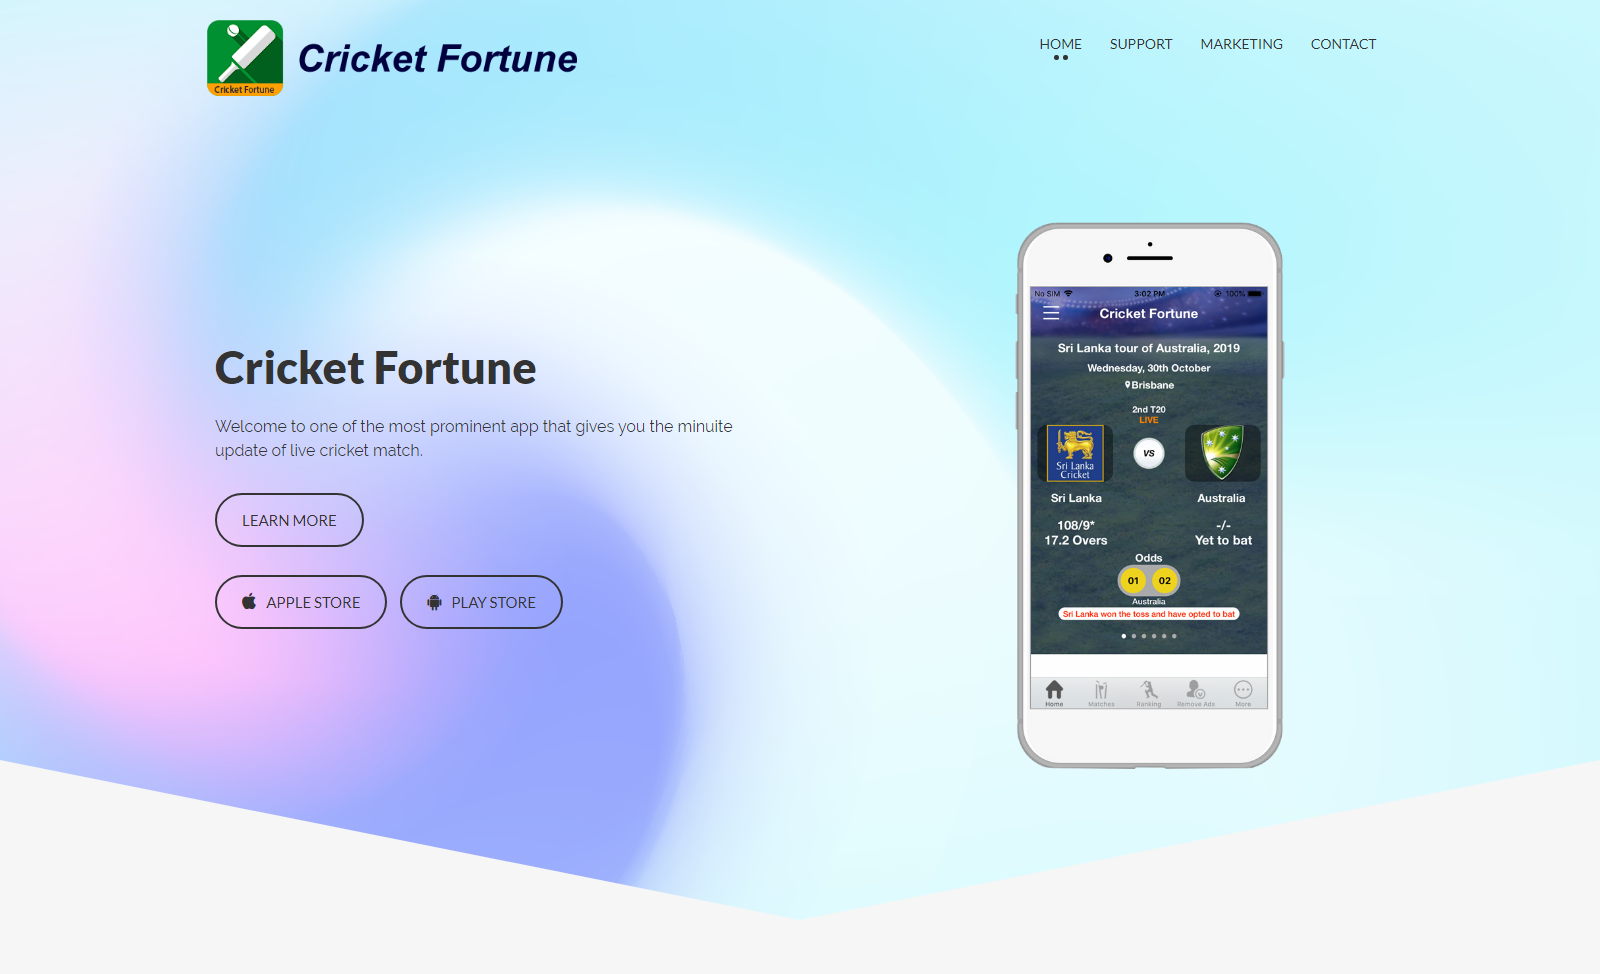 Cricket Fortune
Cricket Fortune
HOME SUPPORT MARKETING CONTACT
Cricket Fortune
Welcome to one of the most prominent app that gives you the minuite
update of live cricket match.
LEARN MORE
APPLE STORE PLAY STORE
No SIM 3:02 PM 100%
Cricket Fortune
Sri Lanka tour of Australia, 2019
Wednesday, 30th October
Brisbane
2nd T20
LIVE
Sri Lanka
Cricket
VS
Sri Lanka Australia
108/9* -/-
17.2 Overs Yet to bat
Odds
01 02
Australia
Sri Lanka won the toss and have opted to bat
Home Matches Ranking Remove Ads More